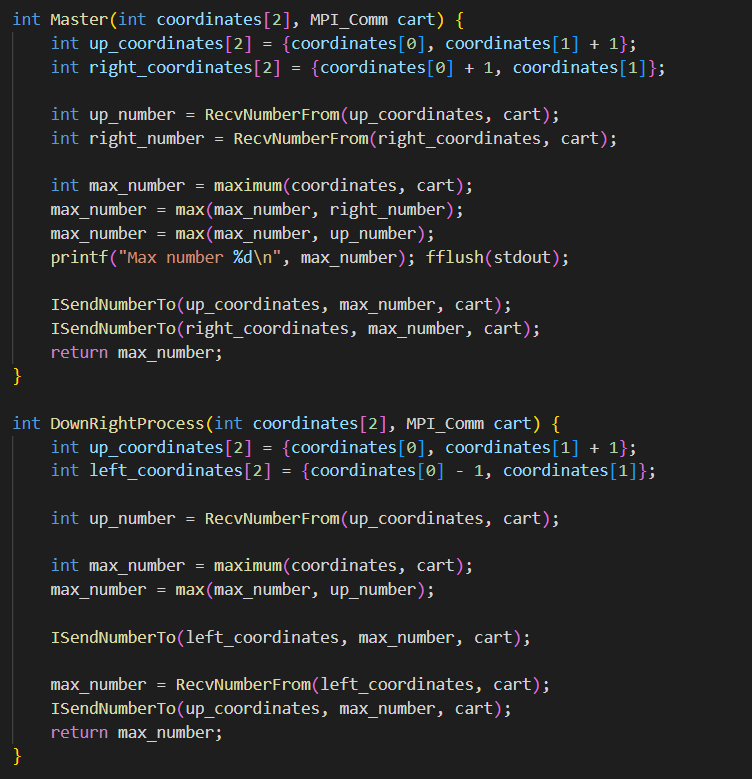 int Master(int coordinates[2], MPI_Comm cart) {
    int up_coordinates[2] = {coordinates[0], coordinates[1] + 1};
    int right_coordinates[2] = {coordinates[0] + 1, coordinates[1]};

    int up_number = RecvNumberFrom(up_coordinates, cart);
    int right_number = RecvNumberFrom(right_coordinates, cart);

    int max_number = maximum(coordinates, cart);
    max_number = max(max_number, right_number);
    max_number = max(max_number, up_number);
    printf("Max number %d\n", max_number); fflush(stdout);

    ISendNumberTo(up_coordinates, max_number, cart);
    ISendNumberTo(right_coordinates, max_number, cart);
    return max_number;
}

int DownRightProcess(int coordinates[2], MPI_Comm cart) {
    int up_coordinates[2] = {coordinates[0], coordinates[1] + 1};
    int left_coordinates[2] = {coordinates[0] - 1, coordinates[1]};

    int up_number = RecvNumberFrom(up_coordinates, cart);

    int max_number = maximum(coordinates, cart);
    max_number = max(max_number, up_number);

    ISendNumberTo(left_coordinates, max_number, cart);

    max_number = RecvNumberFrom(left_coordinates, cart);
    ISendNumberTo(up_coordinates, max_number, cart);
    return max_number;
}